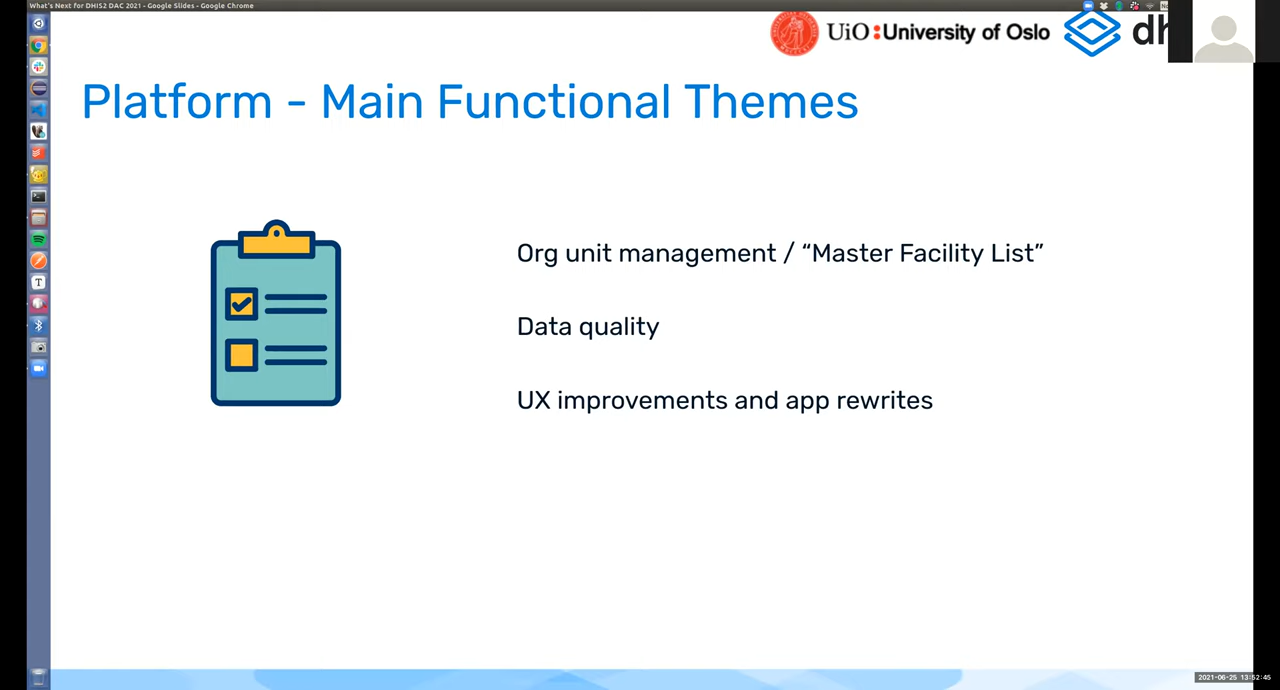 What's Next for DHIS2 DAC 2021 - Google Slides - Google Chrome
UiO:University of Oslo
dh
Platform - Main Functional Themes
Org unit management / “Master Facility List”
Data quality
UX improvements and app rewrites
T
2021-06-25 13:52:45